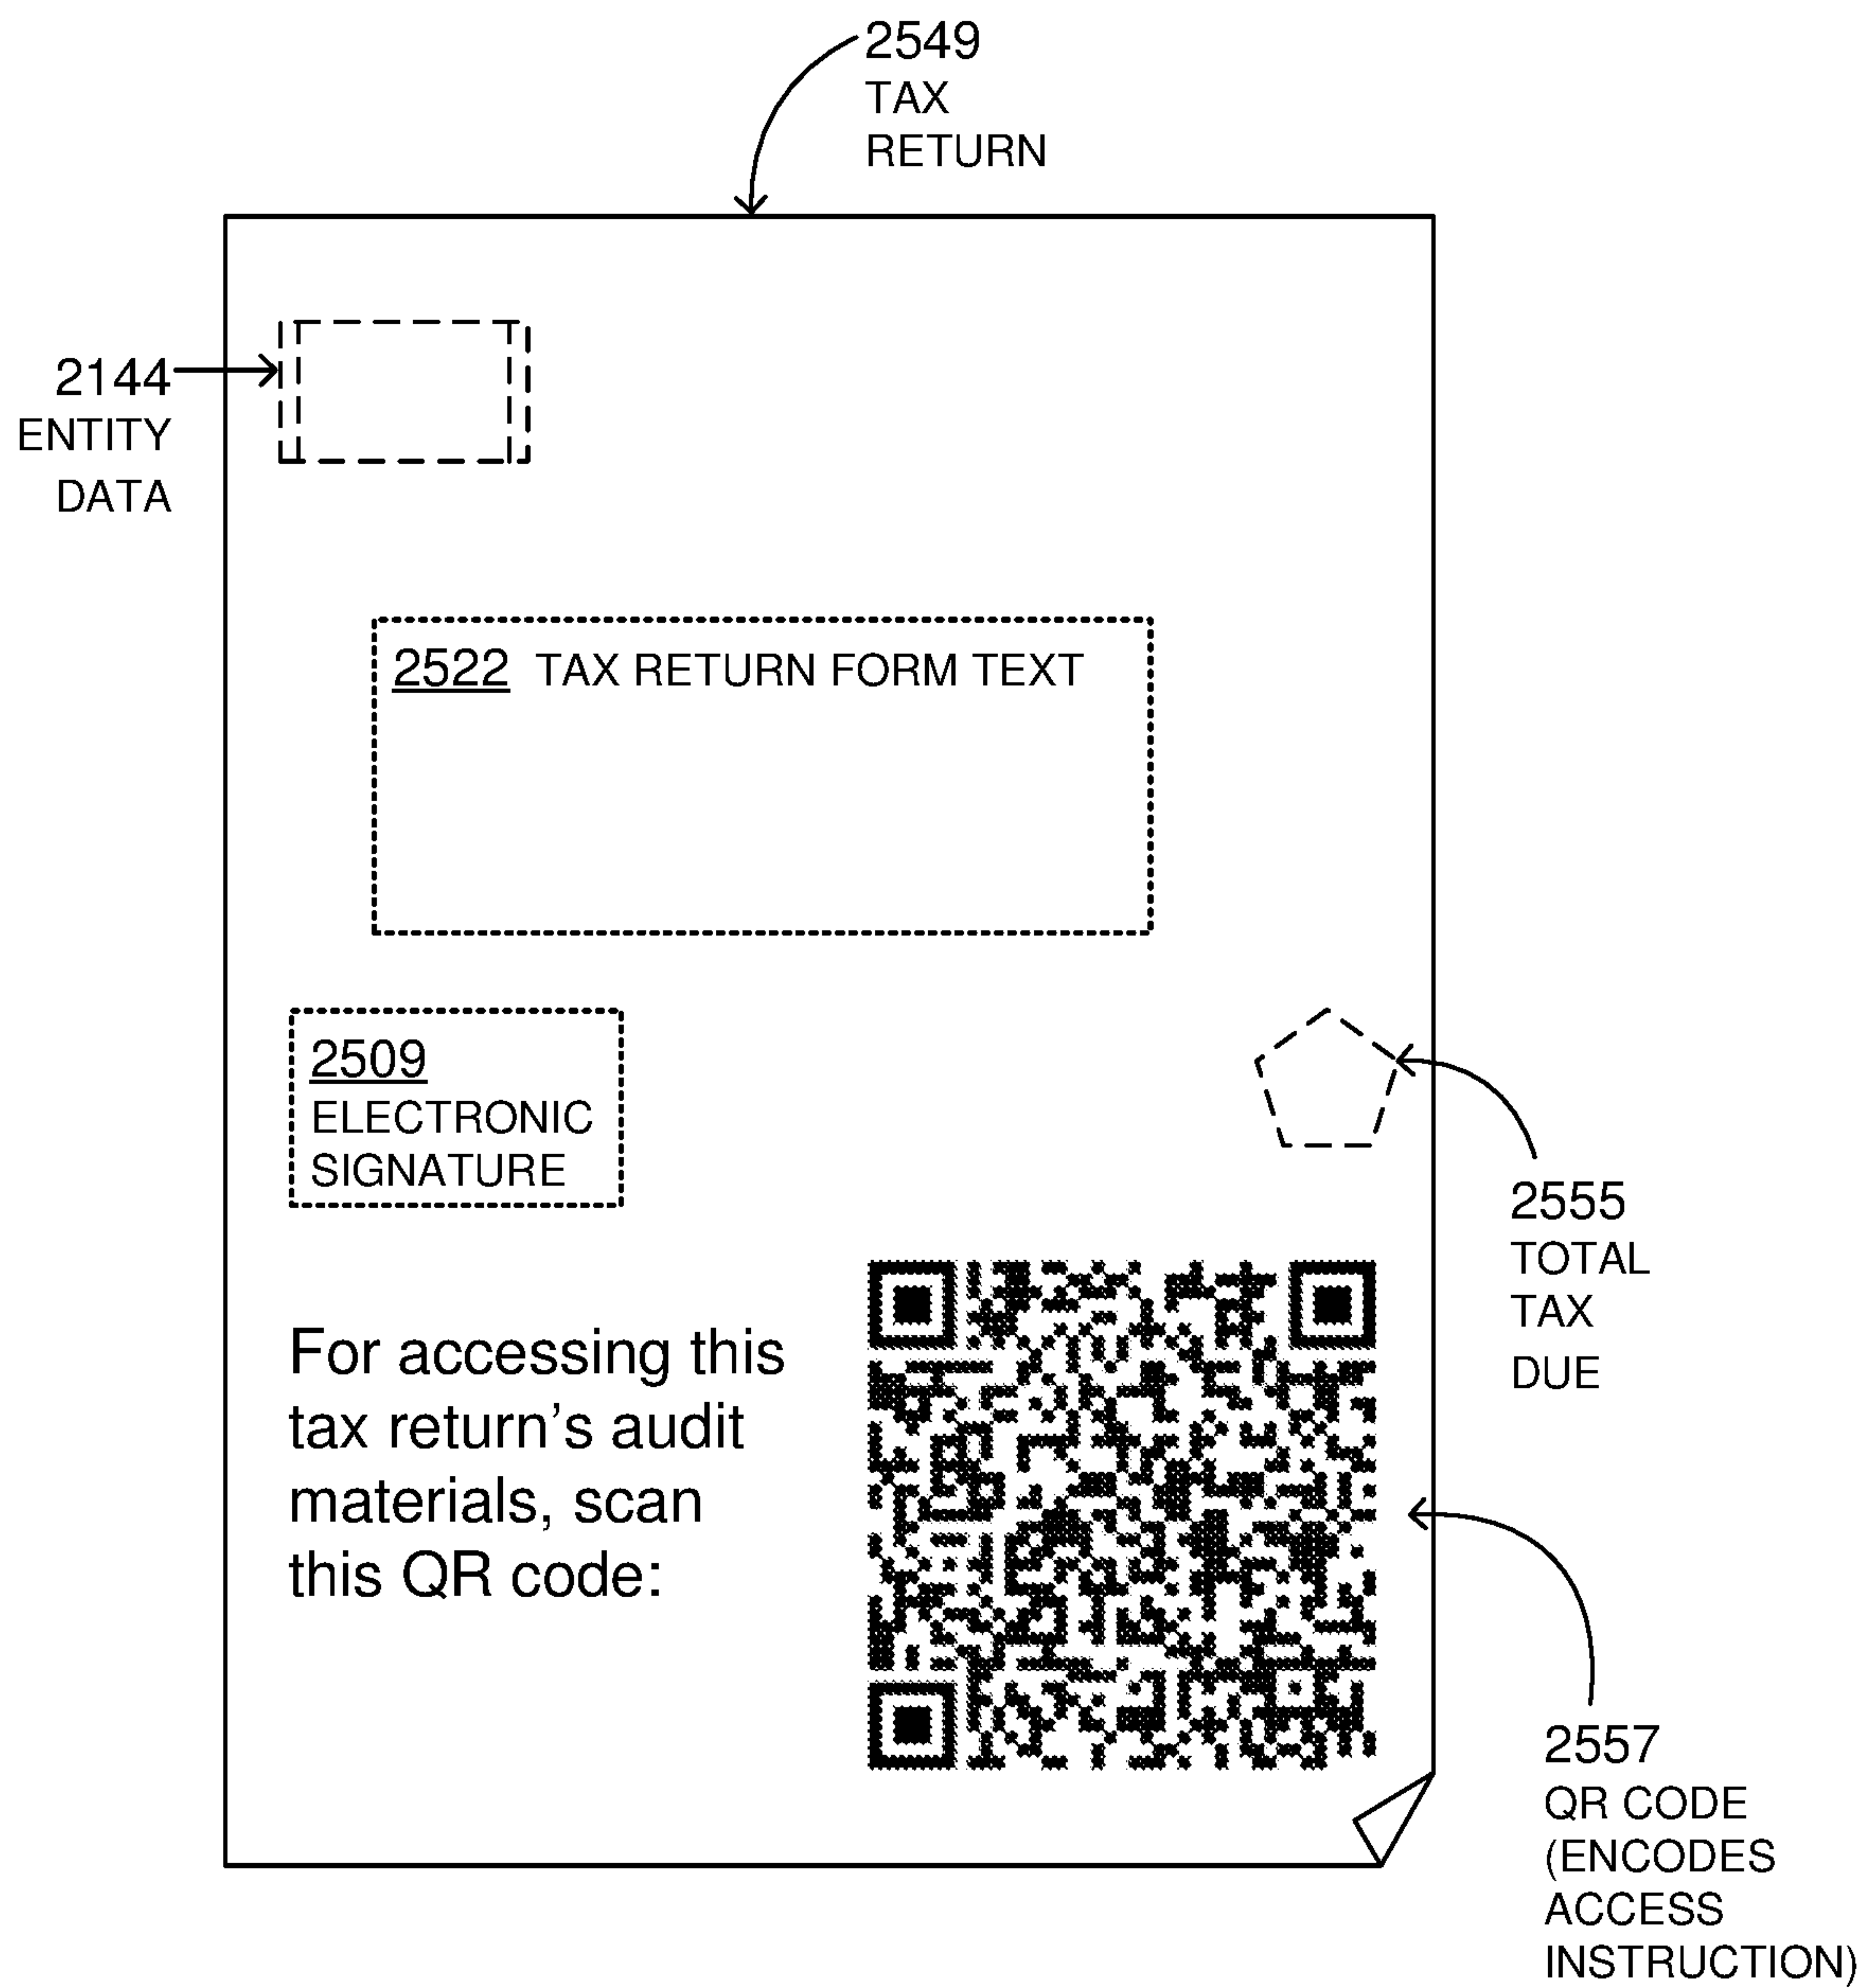 2549
TAX
RETURN
2144
ENTITY
DATA
2522 TAX RETURN FORM TEXT
2509
ELECTRONIC
SIGNATURE
2555
TOTAL
TAX
DUE
For accessing this
tax return's audit
materials, scan
this QR code:
2557
QR CODE
(ENCODES
ACCESS
INSTRUCTION)